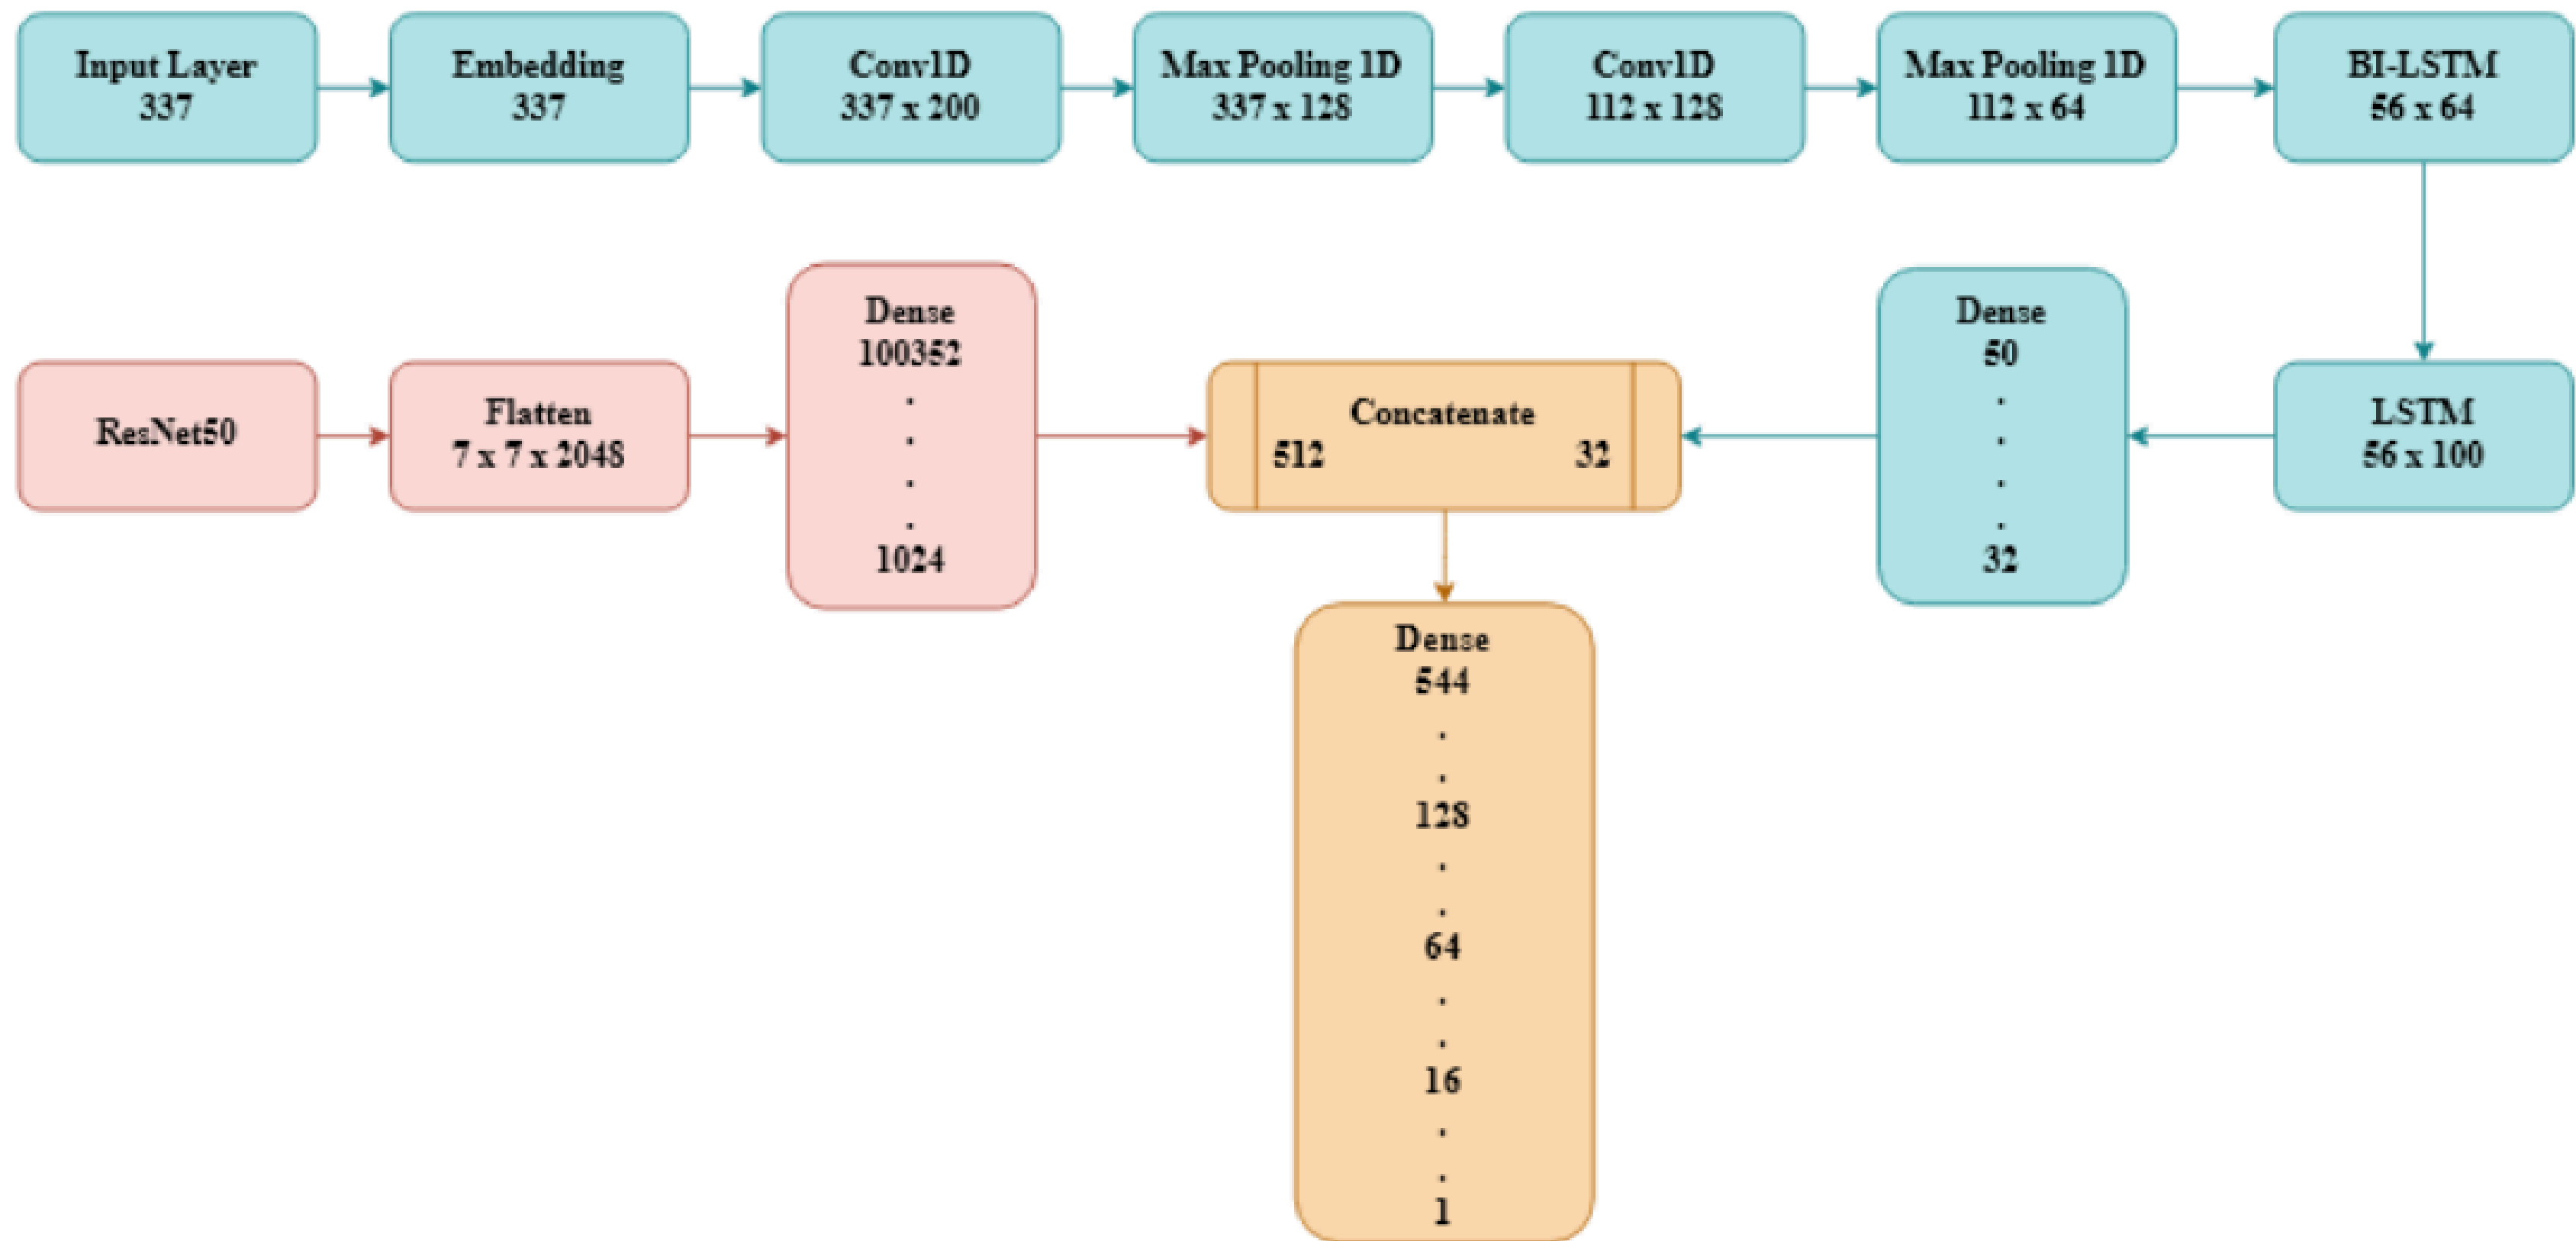 Input Layer
337
Embedding
337
Conv1D
337 x 200
Max Pooling 1D
337 x 128
Conv1D
112 x 128
Max Pooling 1D
112 x 64
BI-LSTM
56 x 64
ResNet50
Flatten
7 x 7 x 2048
Dense
100352
.
.
.
.
1024
Concatenate
512 32
Dense
50
.
.
.
.
32
LSTM
56 x 100
Dense
544
.
.
128
.
.
64
.
.
16
.
.
1